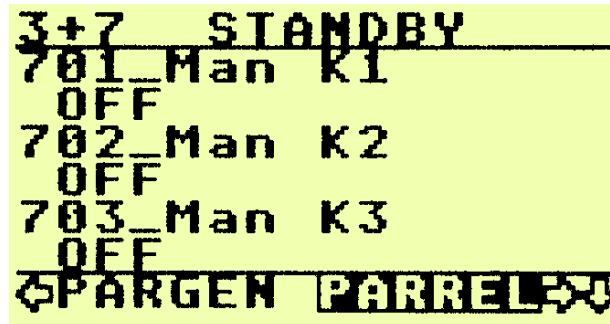 3+7 STANDBY
701_Man K1
OFF
702_Man K2
OFF
703_Man K3
OFF
PARGEN PARREL